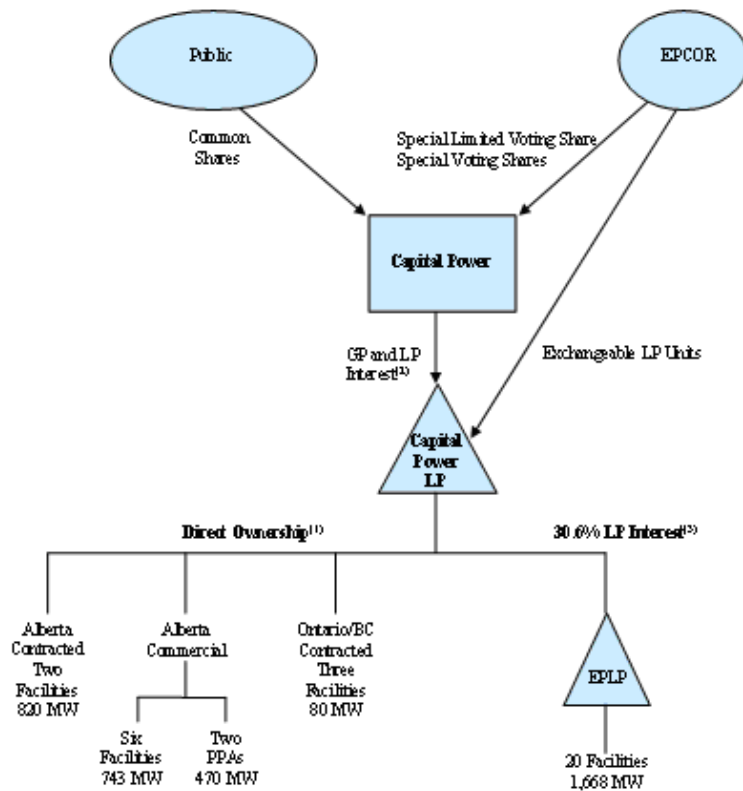 Public
EPCOR
Common
Shares
Special Limited Voting Share
Special Voting Shares
Capital Power
GP and LP
Interest(2)
Exchangeable LP Units
Capital
Power
LP
Direct Ownership(1)
30.6% LP Interest(3)
Alberta
Contracted
Two
Facilities
820 MW
Alberta
Commercial
Ontario/BC
Contracted
Three
Facilities
80 MW
EPLP
Six
Facilities
743 MW
Two
PPAs
470 MW
20 Facilities
1,668 MW